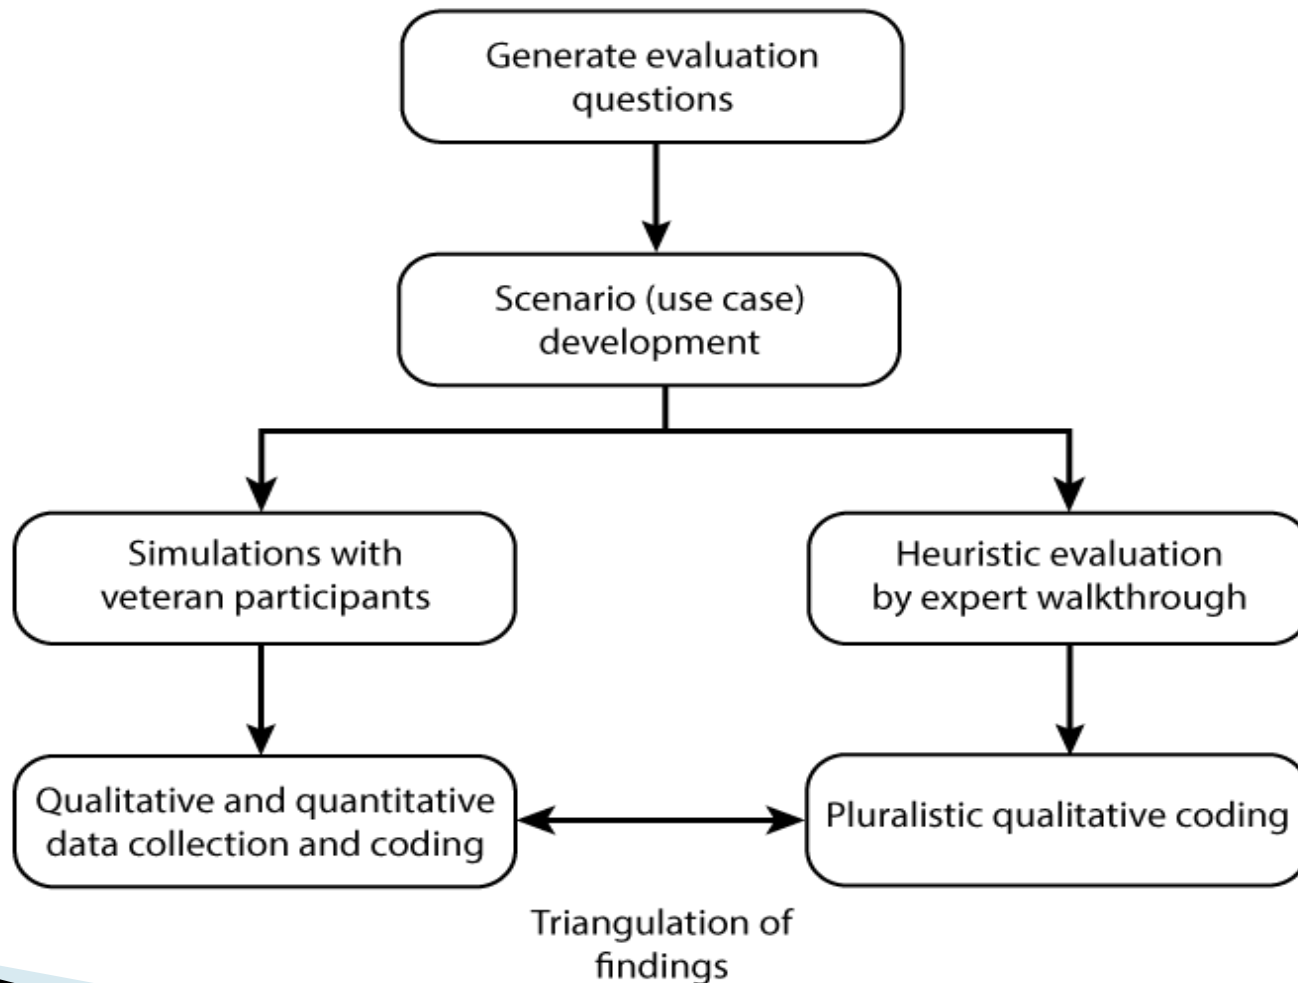 Generate evaluation
questions
Scenario (use case)
development
Simulations with
veteran participants
Heuristic evaluation
by expert walkthrough
Qualitative and quantitative
data collection and coding
Pluralistic qualitative coding
Triangulation of
findings